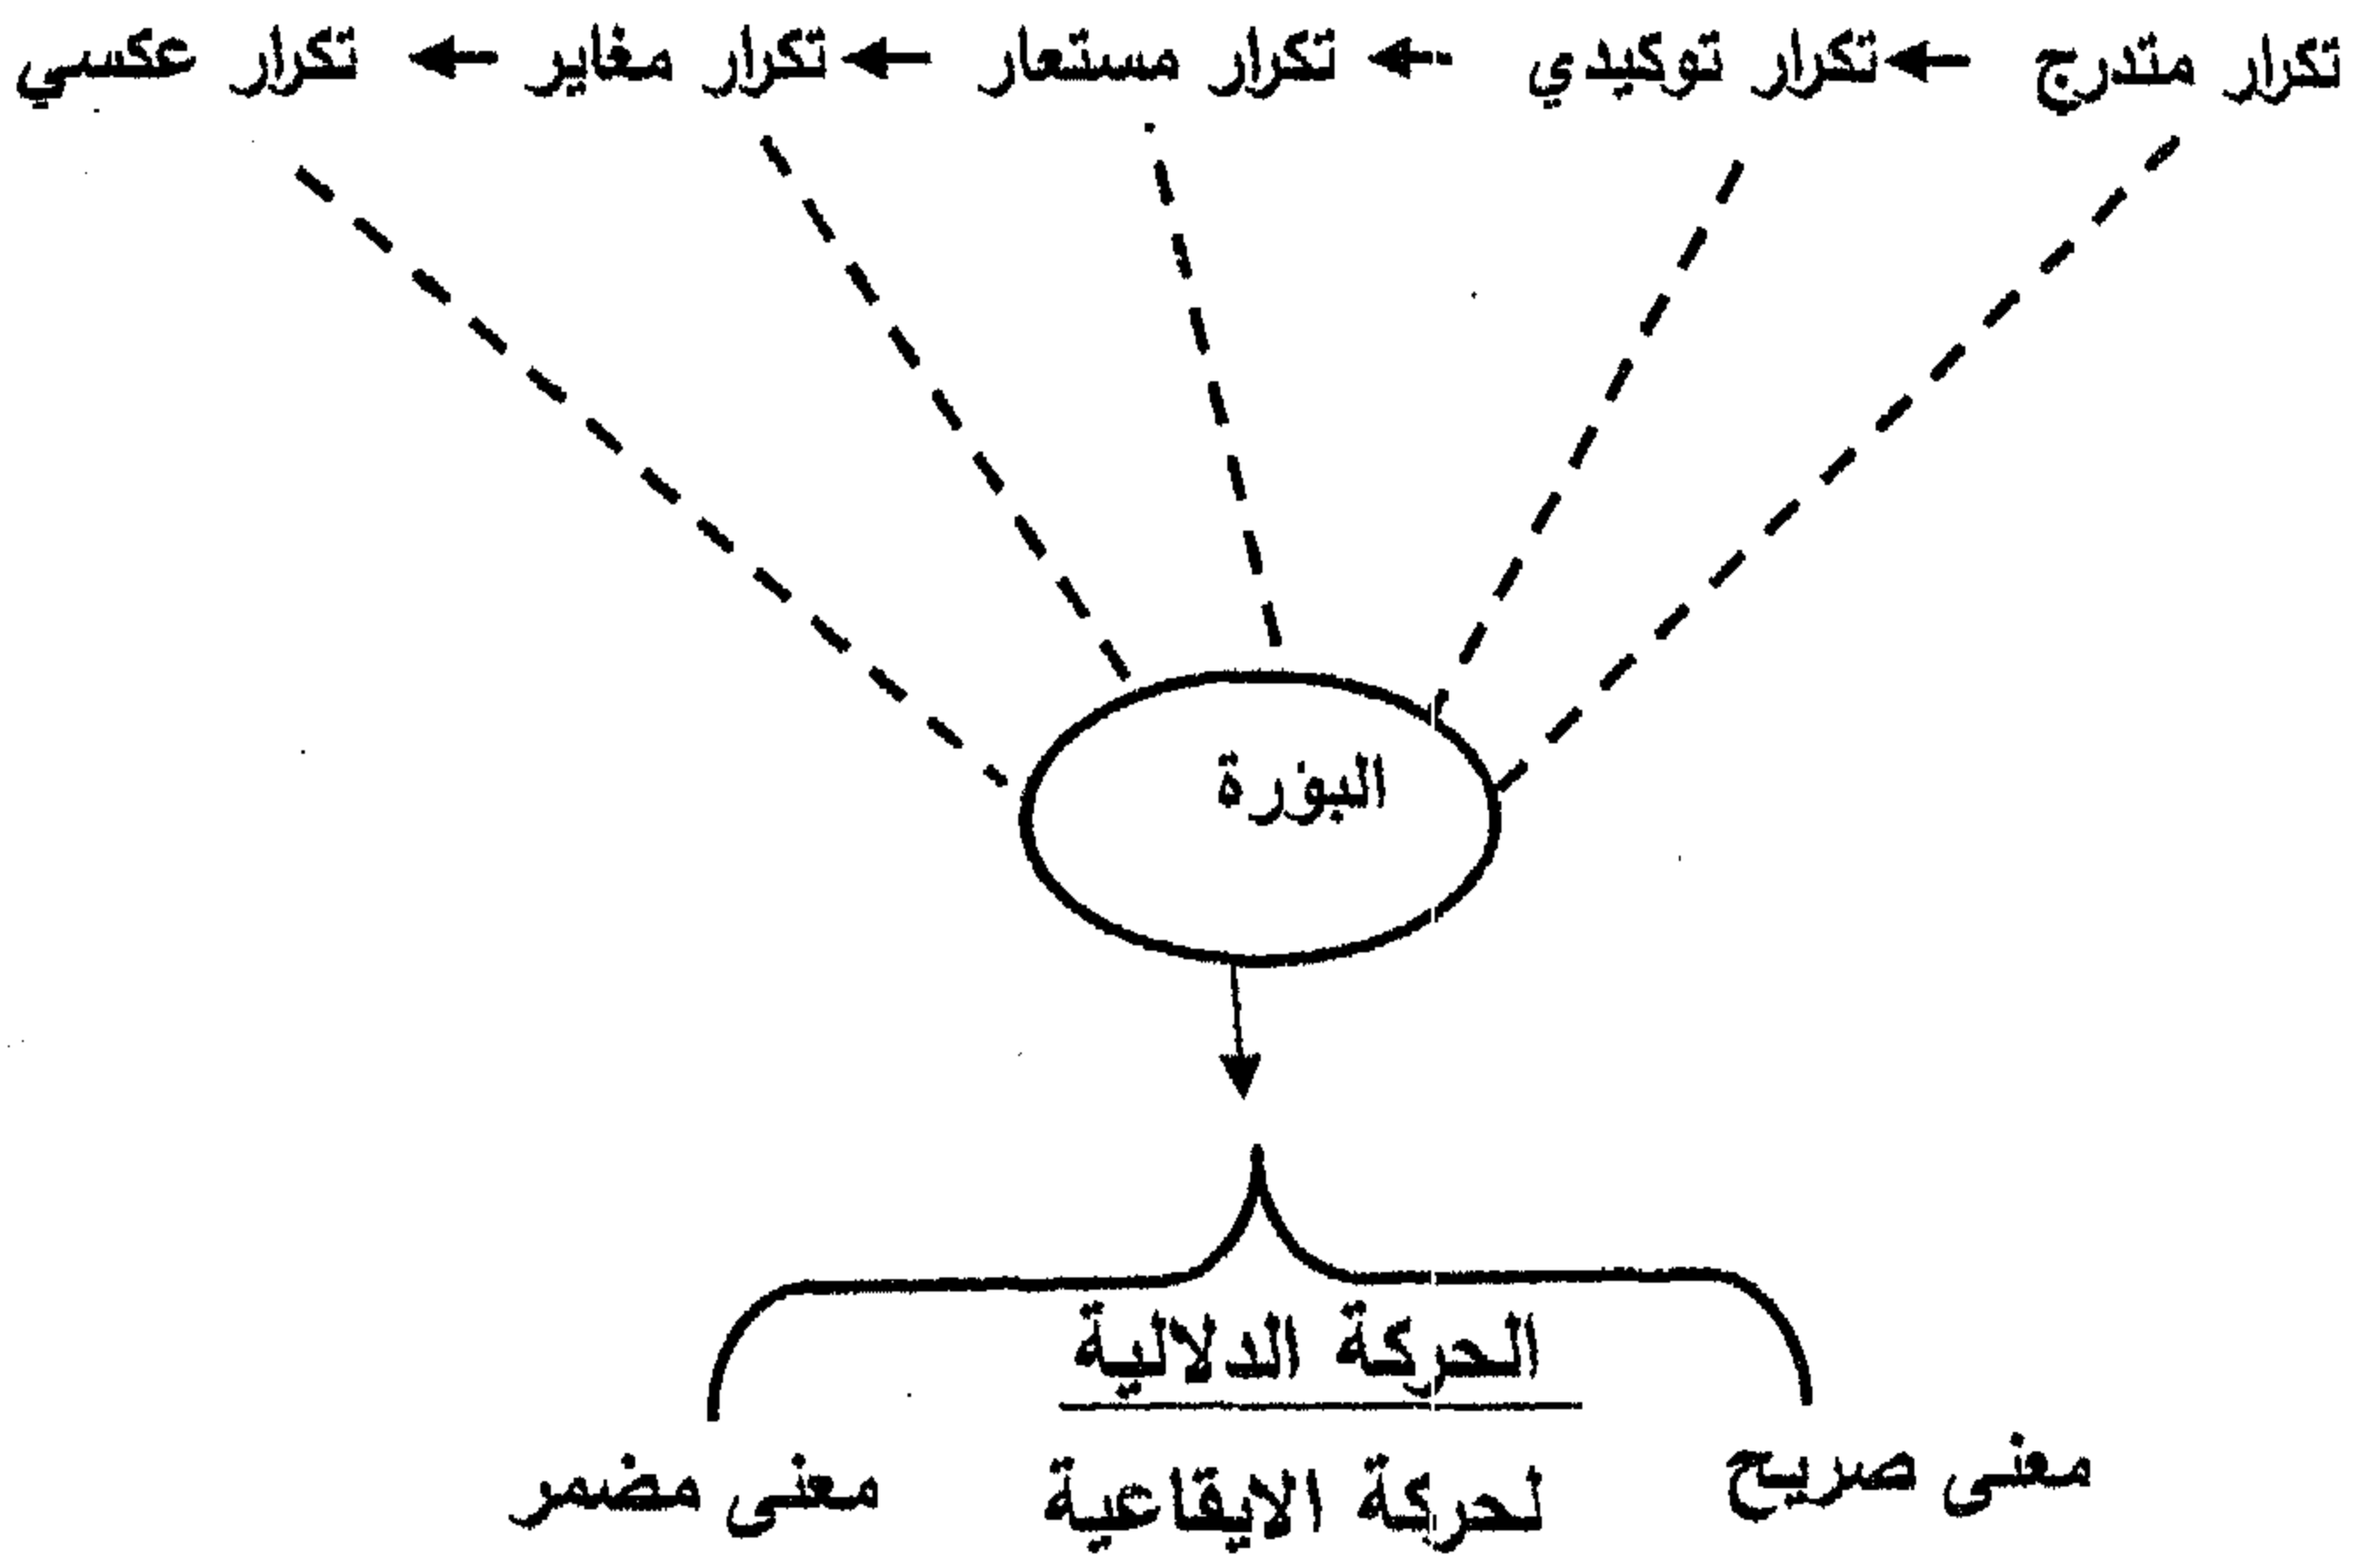 تكرار متدرج ← تكرار توكيدي ← تكرار مستعار ← تكرار مغاير ← تكرار عكسي
البؤرة
الحركة الدلالية
معنى صريح لحركة الايقاعية معنى مضمر